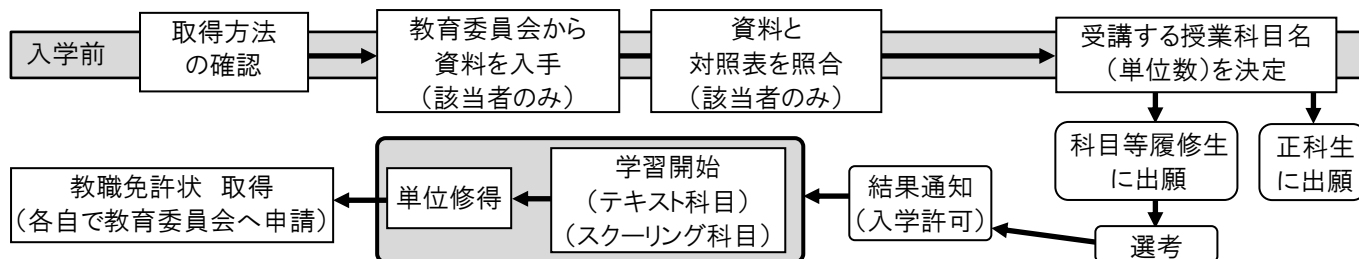 入学前
取得方法
の確認
教育委員会から
資料を入手
（該当者のみ）
資料と
対照表を照合
（該当者のみ）
受講する授業科目名
（単位数）を決定
科目等履修生
に出願
正科生
に出願
選考
結果通知
（入学許可）
学習開始
（テキスト科目）
（スクーリング科目）
単位修得
教職免許状　取得
（各自で教育委員会へ申請）